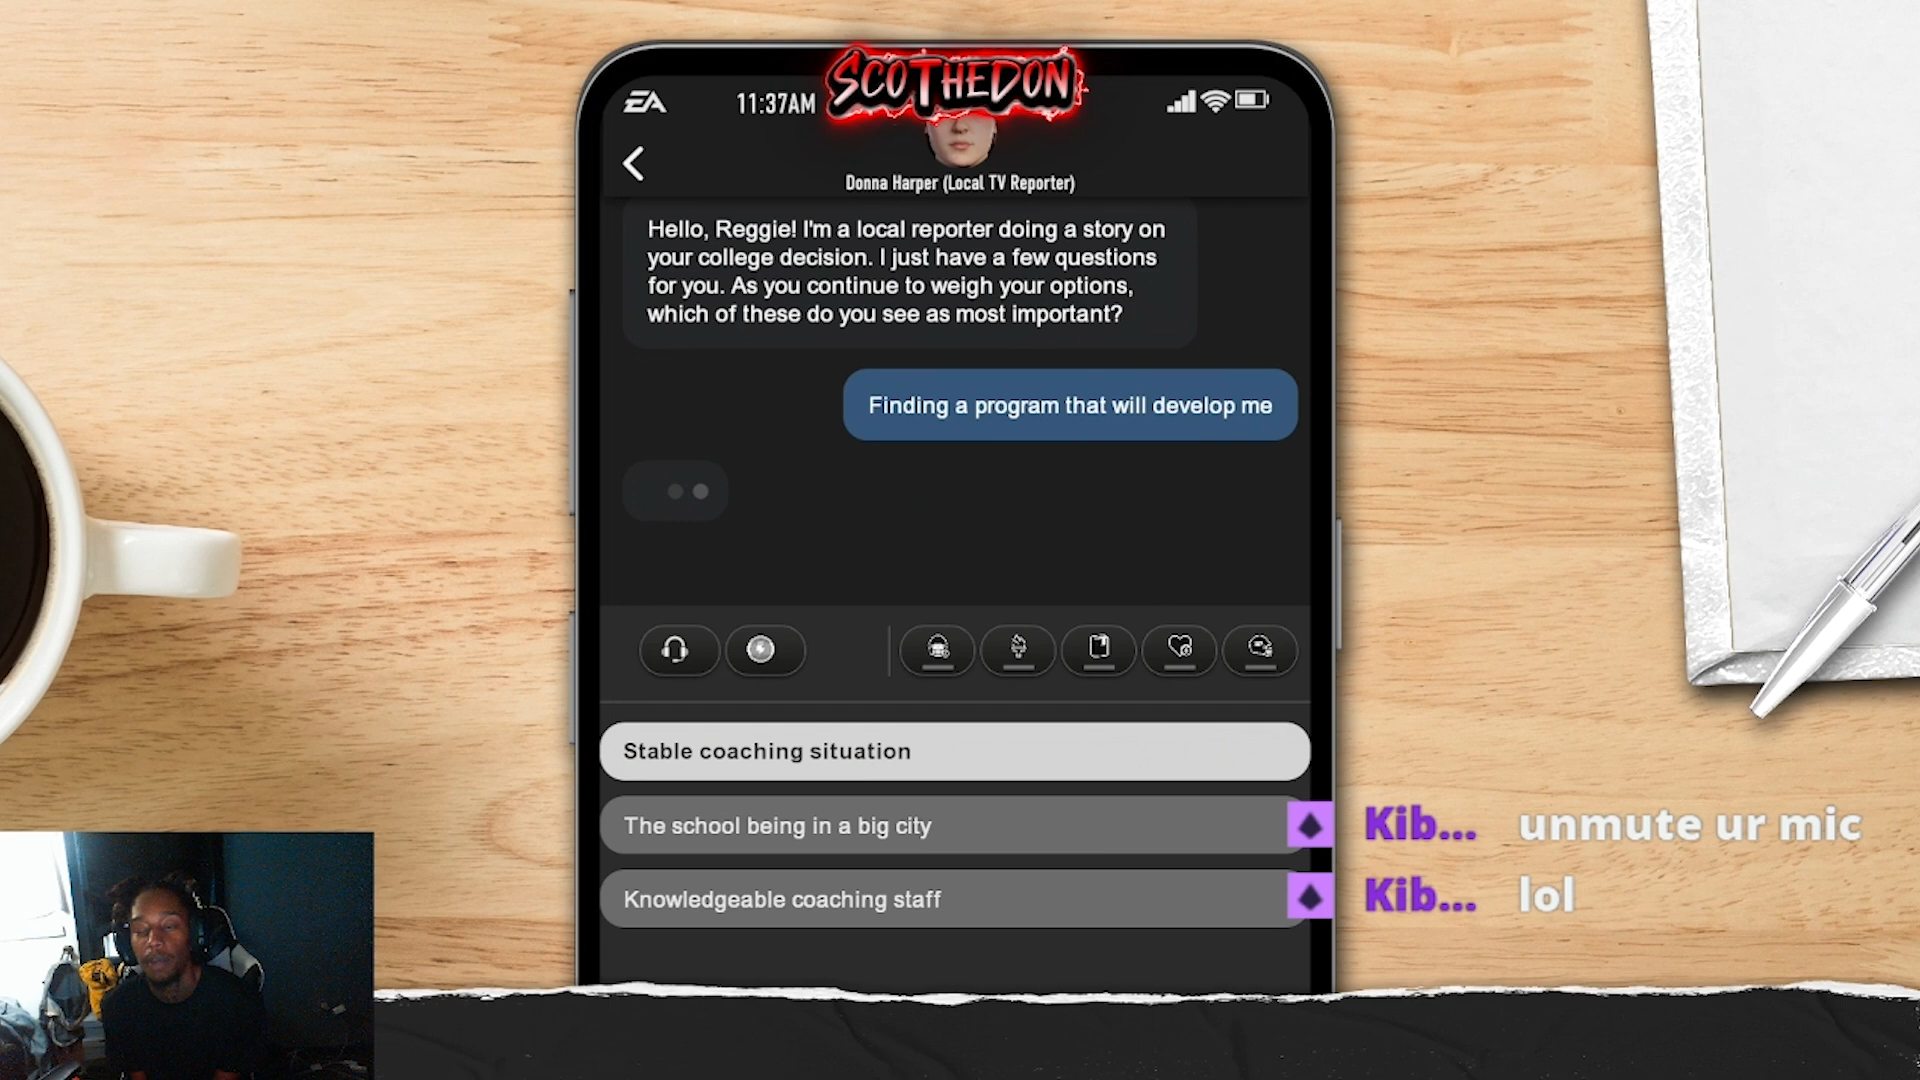 SCOTHEDON
EA
11:37AM
Donna Harper (Local TV Reporter)
Hello, Reggie! I'm a local reporter doing a story on
your college decision. I just have a few questions
for you. As you continue to weigh your options,
which of these do you see as most important?
Finding a program that will develop me
Stable coaching situation
The school being in a big city
Knowledgeable coaching staff
Kib... unmute ur mic
Kib... lol